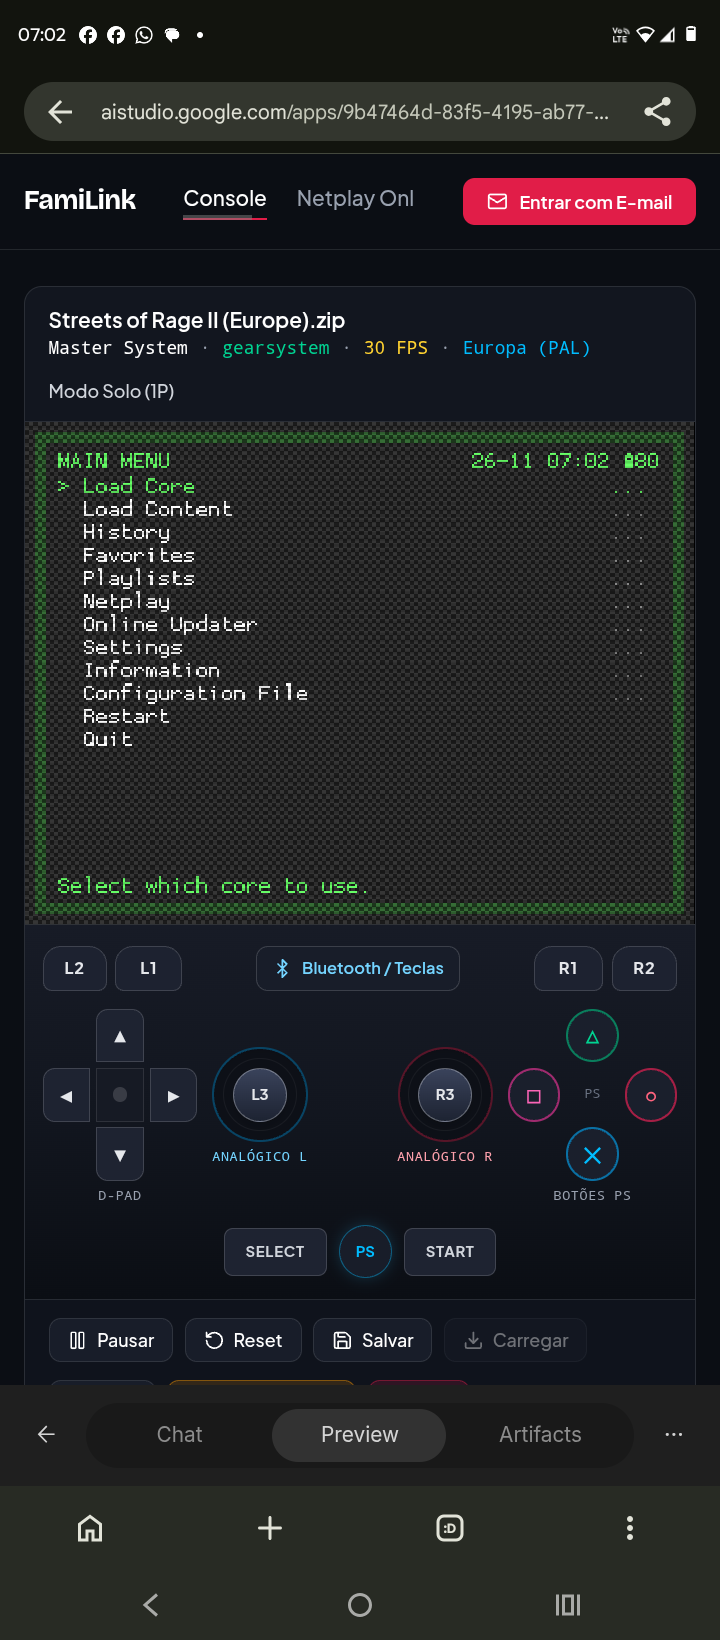 07:02
Vo LTE
aistudio.google.com/apps/9b47464d-83f5-4195-ab77-...
FamiLink Console Netplay Onl Entrar com E-mail
Streets of Rage II (Europe).zip
Master System · gearsystem · 30 FPS · Europa (PAL)
Modo Solo (1P)
MAIN MENU 26-11 07:02 80
> Load Core ...
Load Content ...
History ...
Favorites ...
Playlists ...
Netplay ...
Online Updater ...
Settings ...
Information ...
Configuration File ...
Restart
Quit
Select which core to use.
L2 L1 Bluetooth / Teclas R1 R2
L3 R3 PS
ANALÓGICO L ANALÓGICO R
D-PAD BOTÕES PS
SELECT PS START
Pausar Reset Salvar Carregar
Chat Preview Artifacts
:D